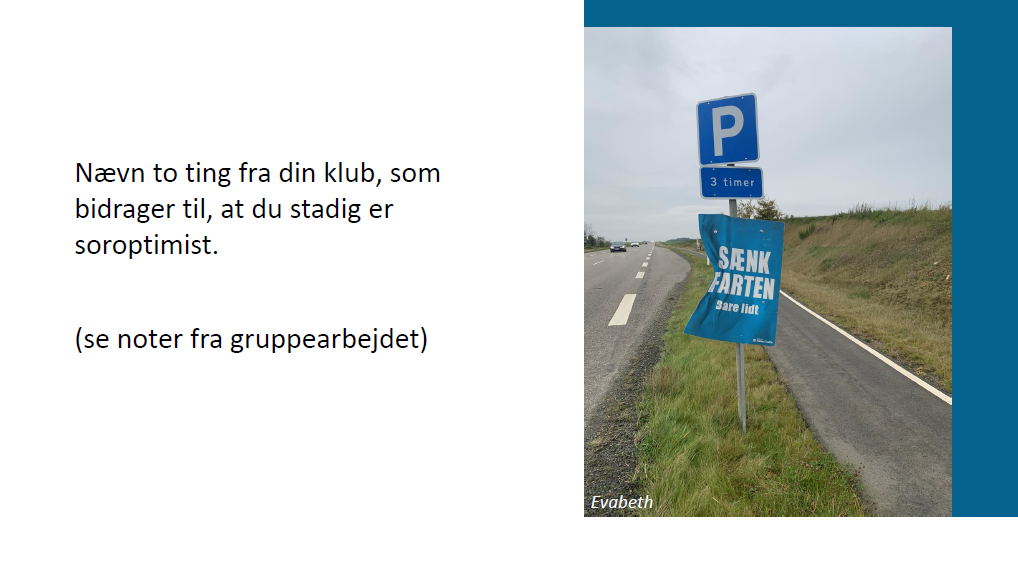 Nævn to ting fra din klub, som
bidrager til, at du stadig er
soroptimist.
(se noter fra gruppearbejdet)
P
3 timer
SÆNK
FARTEN
Bare lidt
Evabeth